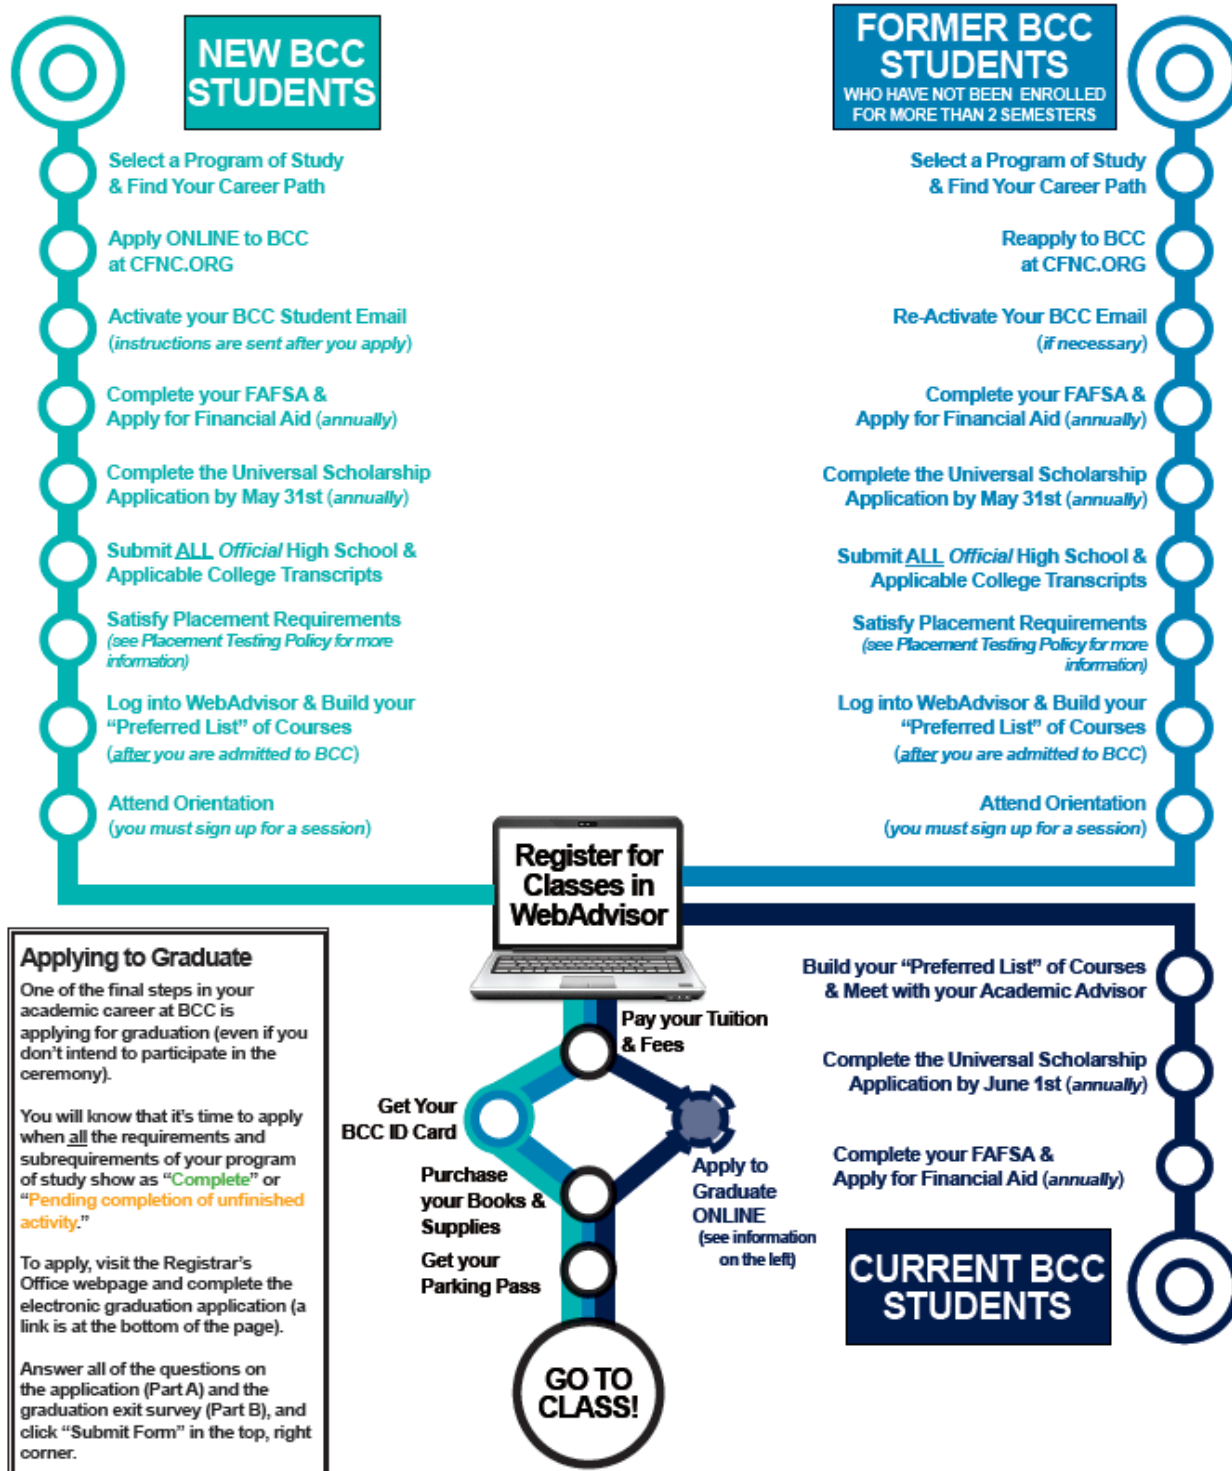 NEW BCC
STUDENTS
Select a Program of Study
& Find Your Career Path
Apply ONLINE to BCC
at CFNC.ORG
Activate your BCC Student Email
(instructions are sent after you apply)
Complete your FAFSA &
Apply for Financial Aid (annually)
Complete the Universal Scholarship
Application by May 31st (annually)
Submit ALL Official High School &
Applicable College Transcripts
Satisfy Placement Requirements
(see Placement Testing Policy for more
information)
Log into WebAdvisor & Build your
“Preferred List” of Courses
(after you are admitted to BCC)
Attend Orientation
(you must sign up for a session)
FORMER BCC
STUDENTS
WHO HAVE NOT BEEN ENROLLED
FOR MORE THAN 2 SEMESTERS
Select a Program of Study
& Find Your Career Path
Reapply to BCC
at CFNC.ORG
Re-Activate Your BCC Email
(if necessary)
Complete your FAFSA &
Apply for Financial Aid (annually)
Complete the Universal Scholarship
Application by May 31st (annually)
Submit ALL Official High School &
Applicable College Transcripts
Satisfy Placement Requirements
(see Placement Testing Policy for more
information)
Log into WebAdvisor & Build your
“Preferred List” of Courses
(after you are admitted to BCC)
Attend Orientation
(you must sign up for a session)
Register for
Classes in
WebAdvisor
Applying to Graduate
One of the final steps in your
academic career at BCC is
applying for graduation (even if you
don’t intend to participate in the
ceremony).
You will know that it’s time to apply
when all the requirements and
subrequirements of your program
of study show as “Complete” or
“Pending completion of unfinished
activity.”
To apply, visit the Registrar’s
Office webpage and complete the
electronic graduation application (a
link is at the bottom of the page).
Answer all of the questions on
the application (Part A) and the
graduation exit survey (Part B), and
click “Submit Form” in the top, right
corner.
Pay your Tuition
& Fees
Get Your
BCC ID Card
Apply to
Graduate
ONLINE
(see information
on the left)
Purchase
your Books &
Supplies
Get your
Parking Pass
GO TO
CLASS!
Build your “Preferred List” of Courses
& Meet with your Academic Advisor
Complete the Universal Scholarship
Application by June 1st (annually)
Complete your FAFSA &
Apply for Financial Aid (annually)
CURRENT BCC
STUDENTS